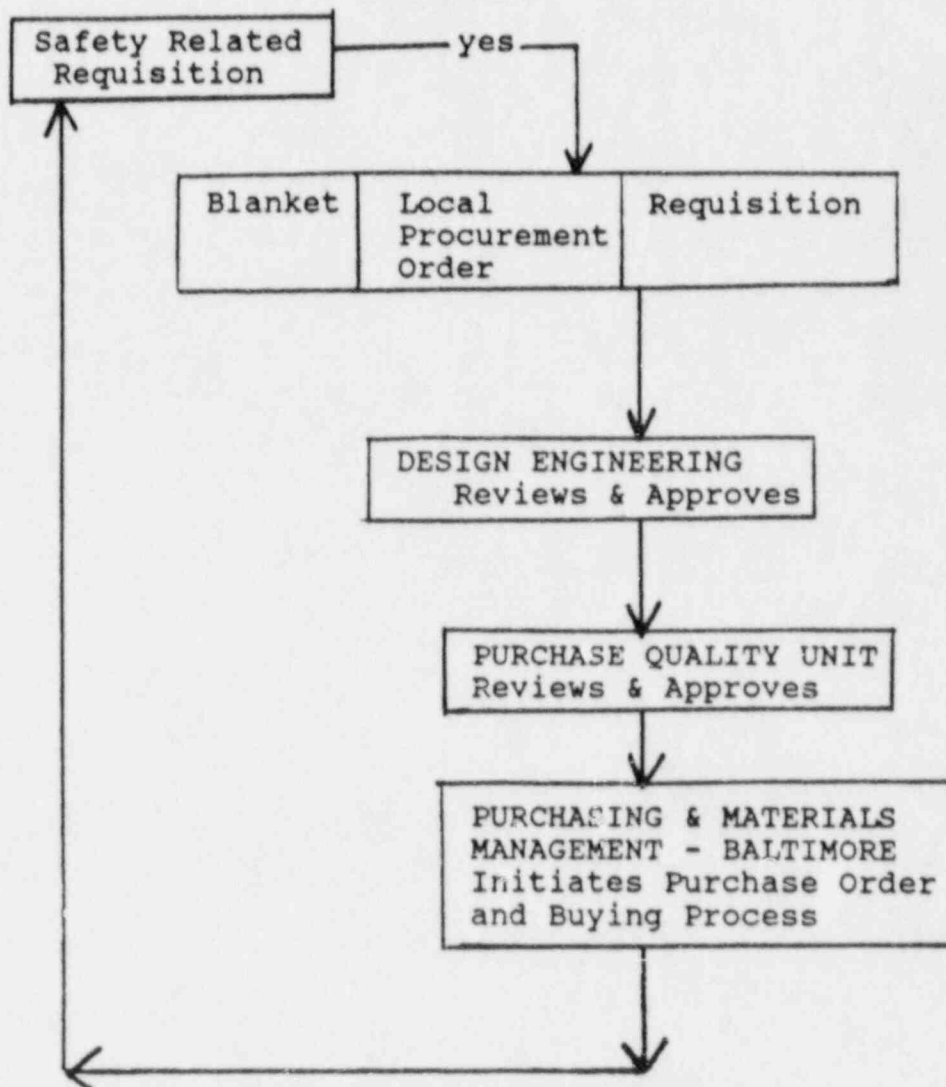 Safety Related
Requisition
yes
Blanket
Local
Procurement
Order
Requisition
DESIGN ENGINEERING
Reviews & Approves
PURCHASE QUALITY UNIT
Reviews & Approves
PURCHASING & MATERIALS
MANAGEMENT - BALTIMORE
Initiates Purchase Order
and Buying Process